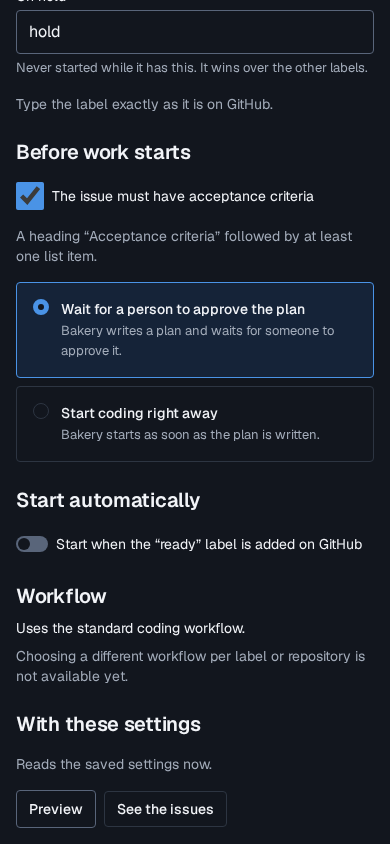 hold
Never started while it has this. It wins over the other labels.
Type the label exactly as it is on GitHub.
Before work starts
The issue must have acceptance criteria
A heading “Acceptance criteria” followed by at least
one list item.
Wait for a person to approve the plan
Bakery writes a plan and waits for someone to
approve it.
Start coding right away
Bakery starts as soon as the plan is written.
Start automatically
Start when the “ready” label is added on GitHub
Workflow
Uses the standard coding workflow.
Choosing a different workflow per label or repository is
not available yet.
With these settings
Reads the saved settings now.
Preview
See the issues